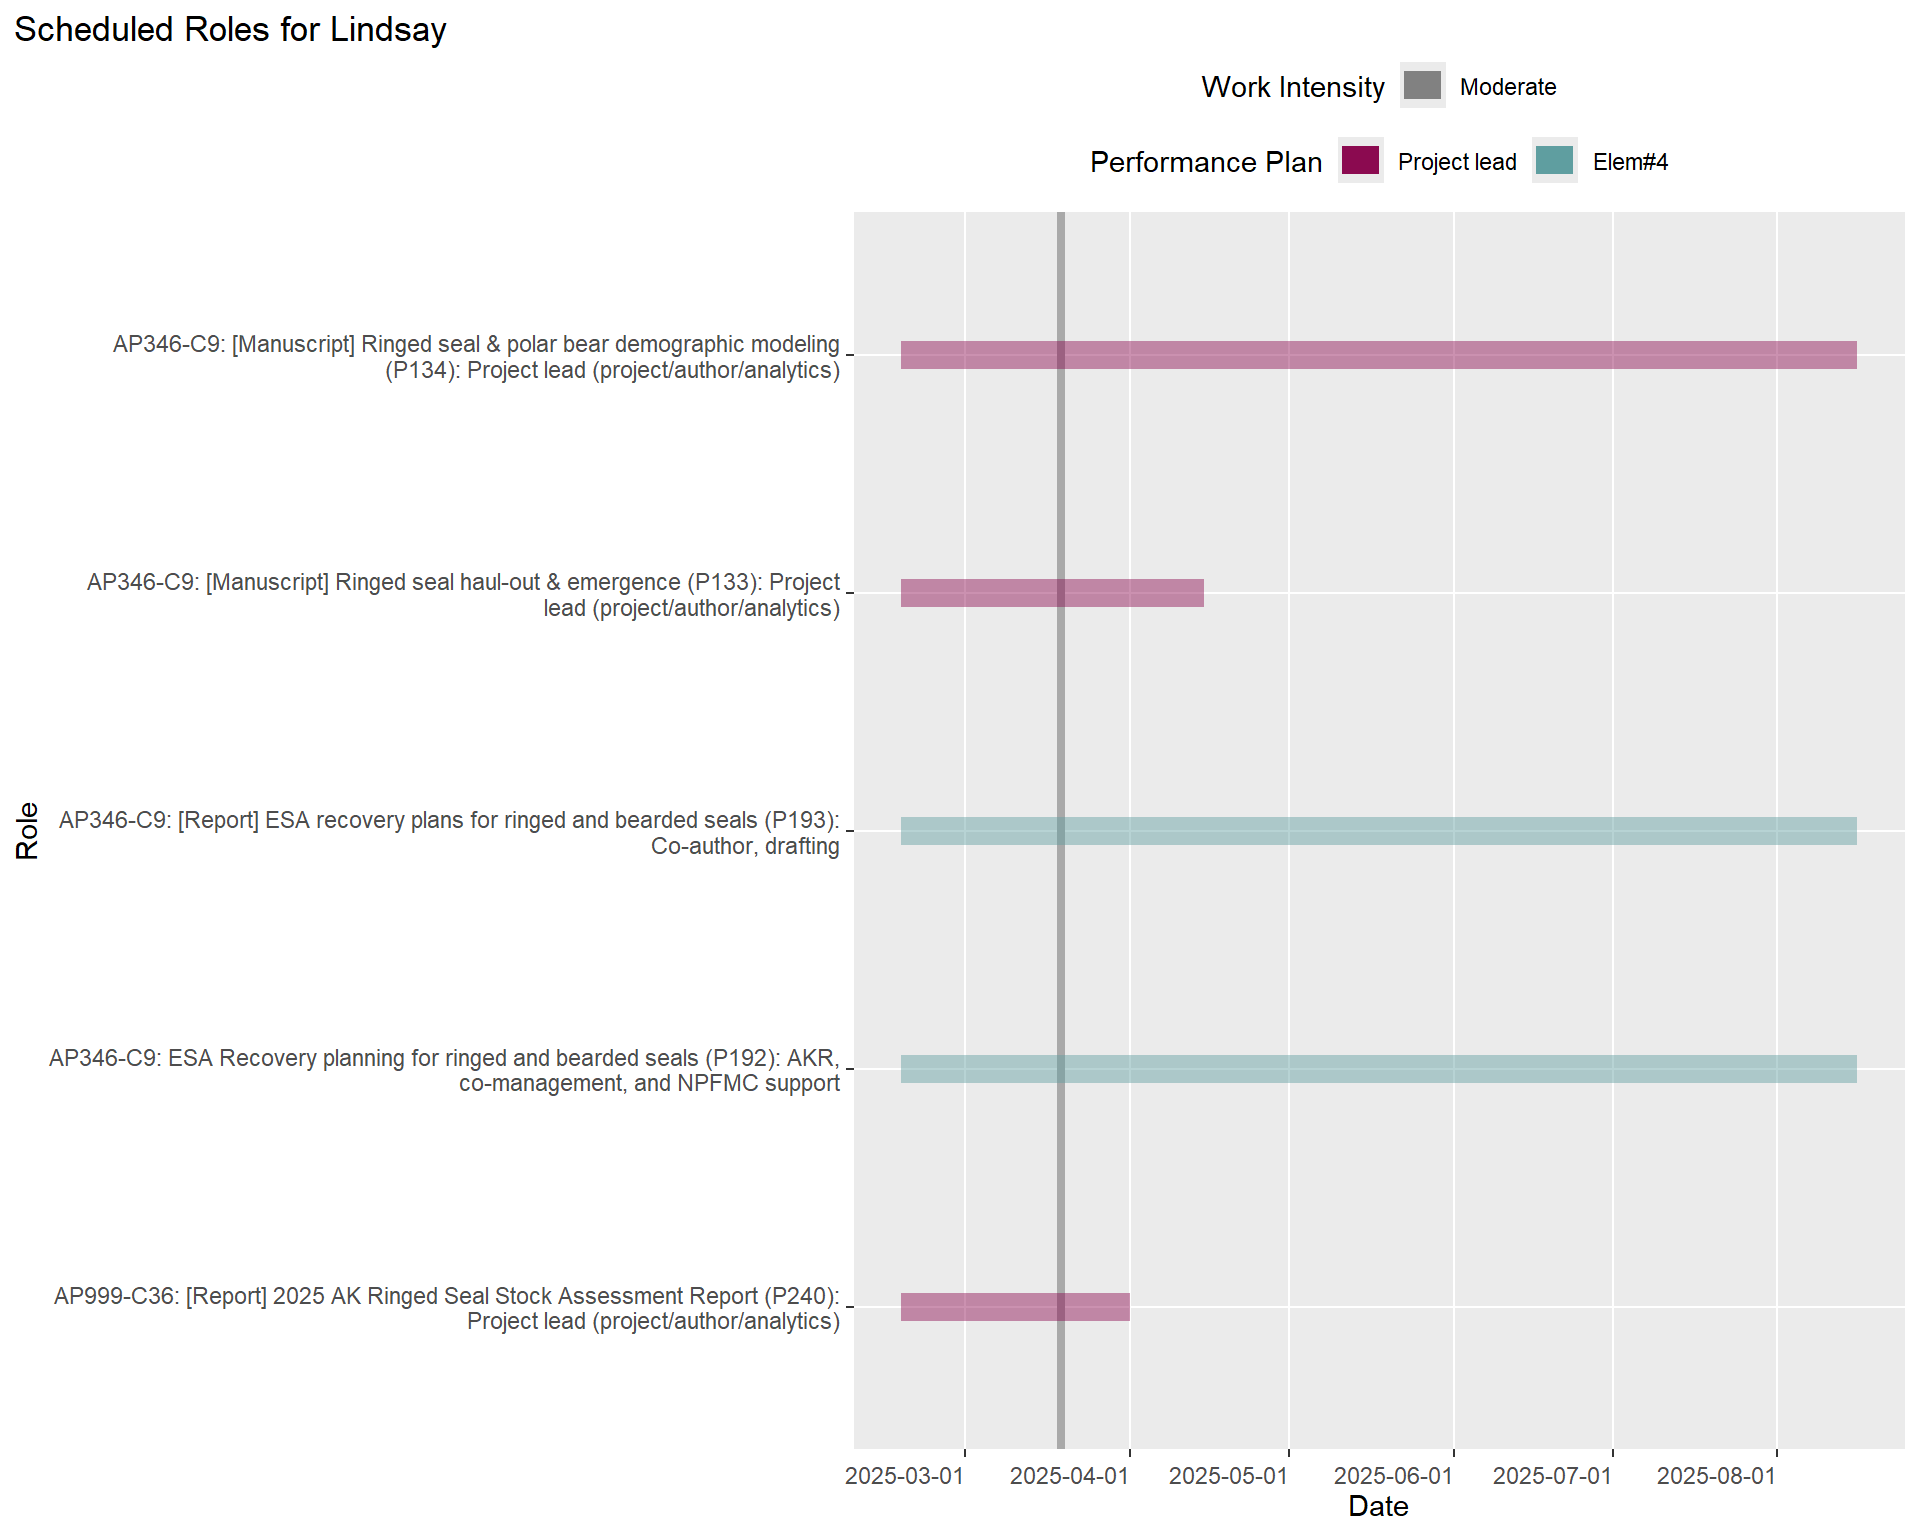 Scheduled Roles for Lindsay
Work Intensity
Moderate
Performance Plan
Project lead
Elem#4
AP346-C9: [Manuscript] Ringed seal & polar bear demographic modeling
(P134): Project lead (project/author/analytics)
AP346-C9: [Manuscript] Ringed seal haul-out & emergence (P133): Project
lead (project/author/analytics)
Role
AP346-C9: [Report] ESA recovery plans for ringed and bearded seals (P193):
Co-author, drafting
AP346-C9: ESA Recovery planning for ringed and bearded seals (P192): AKR,
co-management, and NPFMC support
AP999-C36: [Report] 2025 AK Ringed Seal Stock Assessment Report (P240):
Project lead (project/author/analytics)
2025-03-01
2025-04-01
2025-05-01
2025-06-01
2025-07-01
2025-08-01
Date